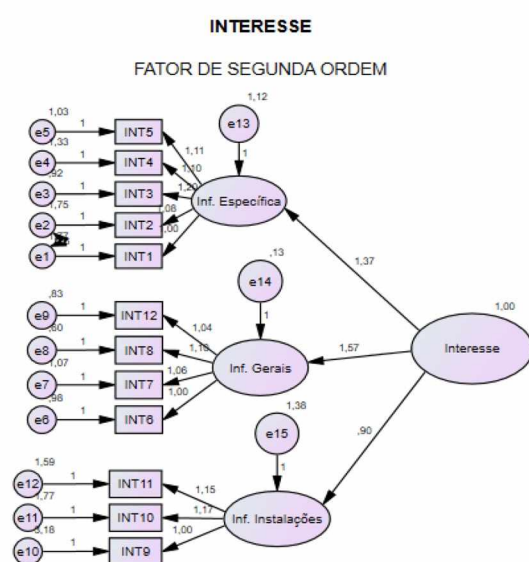 INTERESSE
FATOR DE SEGUNDA ORDEM
1,03
e5
1
INT5
1,33
e4
1
INT4
,92
e3
1
INT3
1,75
e2
1
INT2
e1
1
INT1
1,12
e13
1
1,11
1,10
1,20
1,08
1,00
Inf. Específica
1,37
,83
e9
1
INT12
,60
e8
1
INT8
1,07
e7
1
INT7
,98
e6
1
INT6
,13
e14
1
1,04
1,18
1,06
1,00
Inf. Gerais
1,57
1,00
Interesse
,90
1,59
e12
1
INT11
1,77
e11
1
INT10
e10
1
INT9
1,38
e15
1
1,15
1,17
1,00
Inf. Instalações